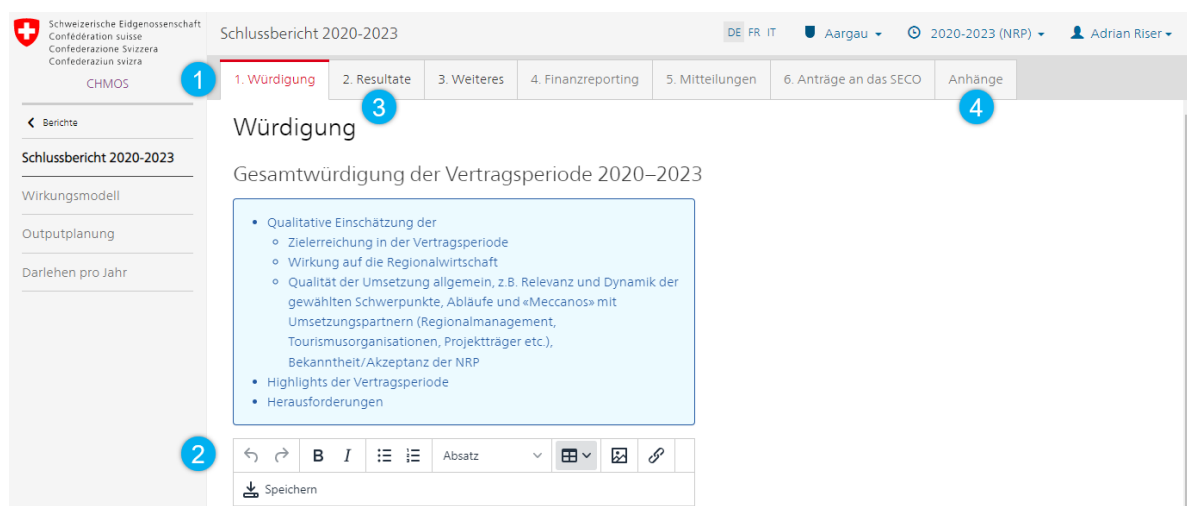 Schweizerische Eidgenossenschaft
Confédération suisse
Confederazione Svizzera
Confederaziun svizra
CHMOS
Schlussbericht 2020-2023
DE FR IT
Aargau
2020-2023 (NRP)
Adrian Riser
1
1. Würdigung
2. Resultate
3. Weiteres
4. Finanzreporting
5. Mitteilungen
6. Anträge an das SECO
Anhänge
3
4
Berichte
Schlussbericht 2020-2023
Wirkungsmodell
Outputplanung
Darlehen pro Jahr
Würdigung
Gesamtwürdigung der Vertragsperiode 2020–2023
• Qualitative Einschätzung der
◦ Zielerreichung in der Vertragsperiode
◦ Wirkung auf die Regionalwirtschaft
◦ Qualität der Umsetzung allgemein, z.B. Relevanz und Dynamik der
gewählten Schwerpunkte, Abläufe und «Meccanos» mit
Umsetzungspartnern (Regionalmanagement,
Tourismusorganisationen, Projektträger etc.),
Bekanntheit/Akzeptanz der NRP
• Highlights der Vertragsperiode
• Herausforderungen
2
B I
Absatz
Speichern